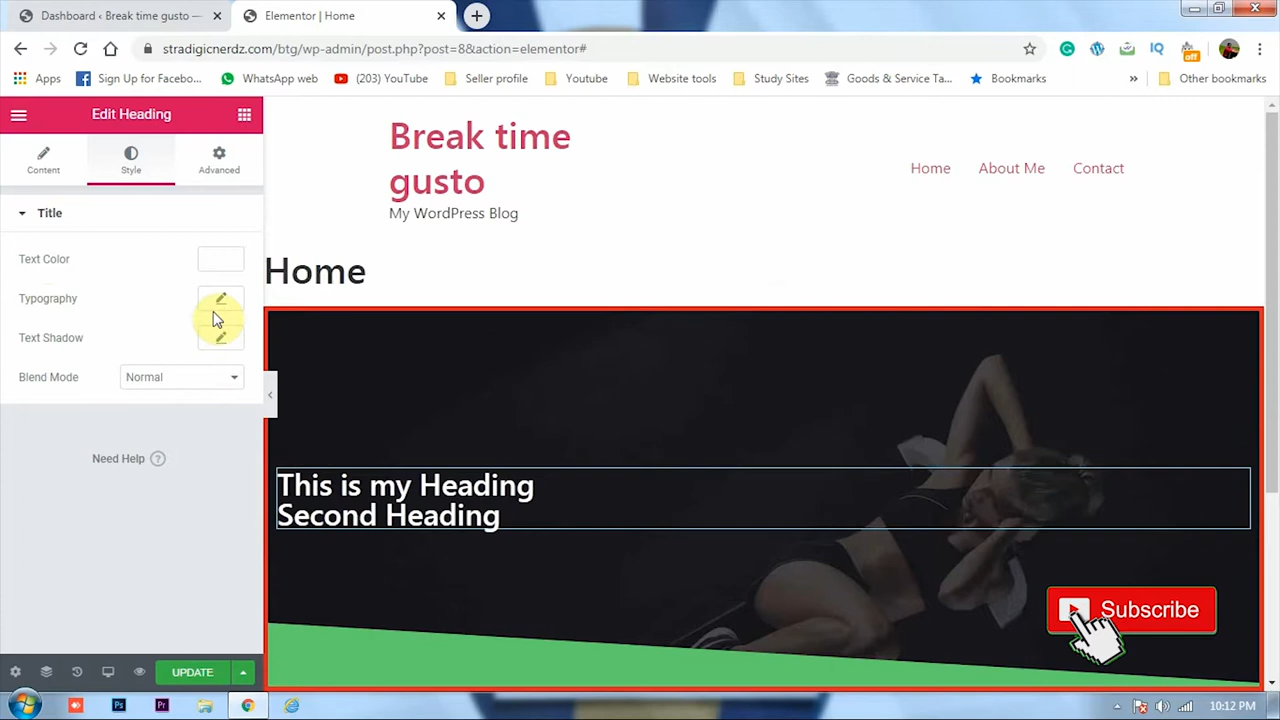 Dashboard ‹ Break time gusto —
Elementor | Home
stradigicnerdz.com/btg/wp-admin/post.php?post=8&action=elementor#
off
Apps
Sign Up for Facebo...
WhatsApp web
(203) YouTube
Seller profile
Youtube
Website tools
Study Sites
Goods & Service Ta...
Bookmarks
»
Other bookmarks
Edit Heading
Content
Style
Advanced
Title
Text Color
Typography
Text Shadow
Blend Mode
Normal
Need Help ?
UPDATE
Break time
gusto
My WordPress Blog
Home
About Me
Contact
Home
This is my Heading
Second Heading
Subscribe
Ps
Pr
10:12 PM